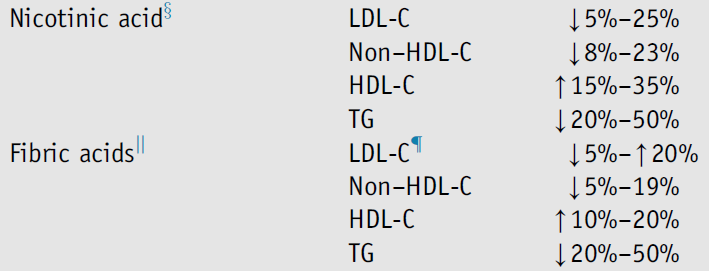 Nicotinic acid§ LDL-C ↓5%–25%
Non–HDL-C ↓8%–23%
HDL-C ↑15%–35%
TG ↓20%–50%
Fibric acids|| LDL-C¶ ↓5%–↑20%
Non–HDL-C ↓5%–19%
HDL-C ↑10%–20%
TG ↓20%–50%